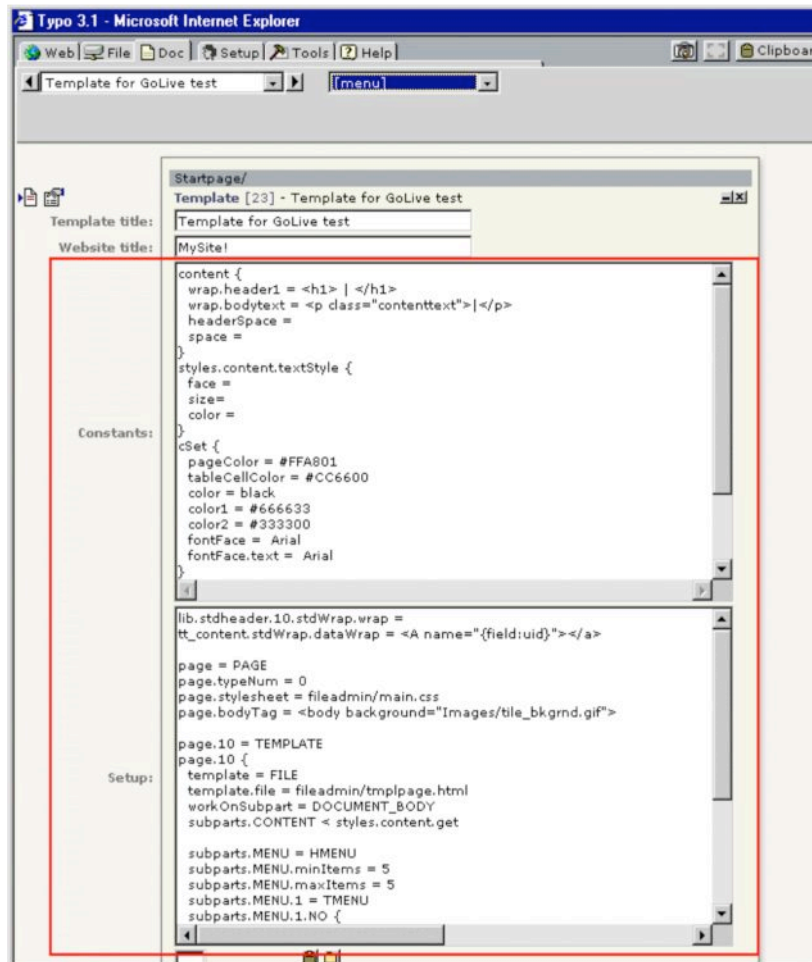 Typo 3.1 - Microsoft Internet Explorer
Web File Doc Setup Tools Help Clipboar
Template for GoLive test [menu]
Startpage/
Template [23] - Template for GoLive test
Template title: Template for GoLive test
Website title: MySite!
Constants:
content {
  wrap.header1 = <h1> | </h1>
  wrap.bodytext = <p class="contenttext">|</p>
  headerSpace =
  space =
}
styles.content.textStyle {
  face =
  size=
  color =
}
cSet {
  pageColor = #FFA801
  tableCellColor = #CC6600
  color = black
  color1 = #666633
  color2 = #333300
  fontFace =  Arial
  fontFace.text =  Arial
}
Setup:
lib.stdheader.10.stdWrap.wrap =
tt_content.stdWrap.dataWrap = <A name="{field:uid}"></a>
page = PAGE
page.typeNum = 0
page.stylesheet = fileadmin/main.css
page.bodyTag = <body background="Images/tile_bkgrnd.gif">
page.10 = TEMPLATE
page.10 {
  template = FILE
  template.file = fileadmin/tmplpage.html
  workOnSubpart = DOCUMENT_BODY
  subparts.CONTENT < styles.content.get
  subparts.MENU = HMENU
  subparts.MENU.minItems = 5
  subparts.MENU.maxItems = 5
  subparts.MENU.1 = TMENU
  subparts.MENU.1.NO {